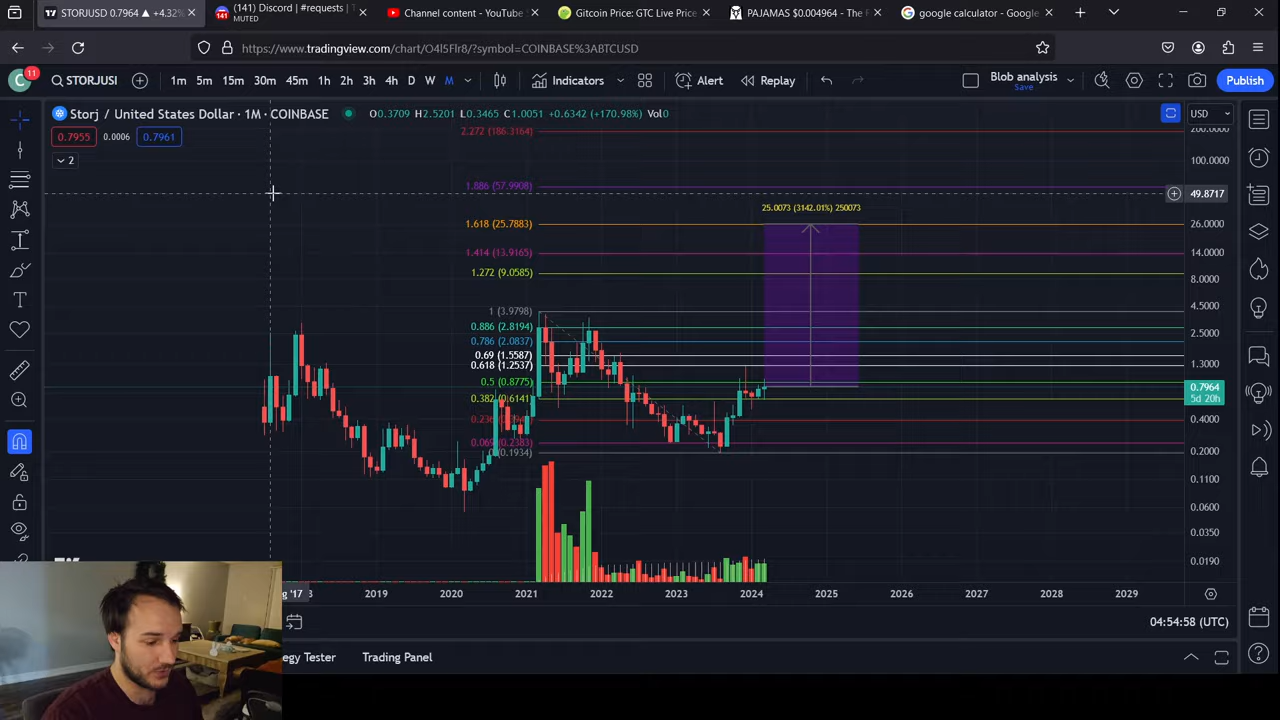 STORJUSD 0.7964 ▲ +4.32%
(141) Discord | #requests |
MUTED
Channel content - YouTube
Gitcoin Price: GTC Live Price
PAJAMAS $0.004964 - The F
google calculator - Google
https://www.tradingview.com/chart/O4l5Flr8/?symbol=COINBASE%3ABTCUSD
C
11
STORJUSI
1m 5m 15m 30m 45m 1h 2h 3h 4h D W M
Indicators
Alert
Replay
Blob analysis
Save
Publish
Storj / United States Dollar · 1M · COINBASE
O0.3709 H2.5201 L0.3465 C1.0051 +0.6342 (+170.98%) Vol0
USD
0.7955 0.0006 0.7961
2
2.272 (186.3164)
200.0000
100.0000
1.886 (57.9908)
49.8717
25.0073 (3142.01%) 250073
1.618 (25.7883)
26.0000
1.414 (13.9165)
14.0000
1.272 (9.0585)
8.0000
1 (3.9798)
4.5000
0.886 (2.8194)
2.5000
0.786 (2.0837)
0.69 (1.5587)
0.618 (1.2537)
1.3000
0.5 (0.8775)
0.7964
5d 20h
0.382 (0.6141)
0.4000
0.069 (0.2383)
0 (0.1934)
0.2000
0.1100
0.0600
0.0350
0.0190
2019 2020 2021 2022 2023 2024 2025 2026 2027 2028 2029
04:54:58 (UTC)
egy Tester
Trading Panel